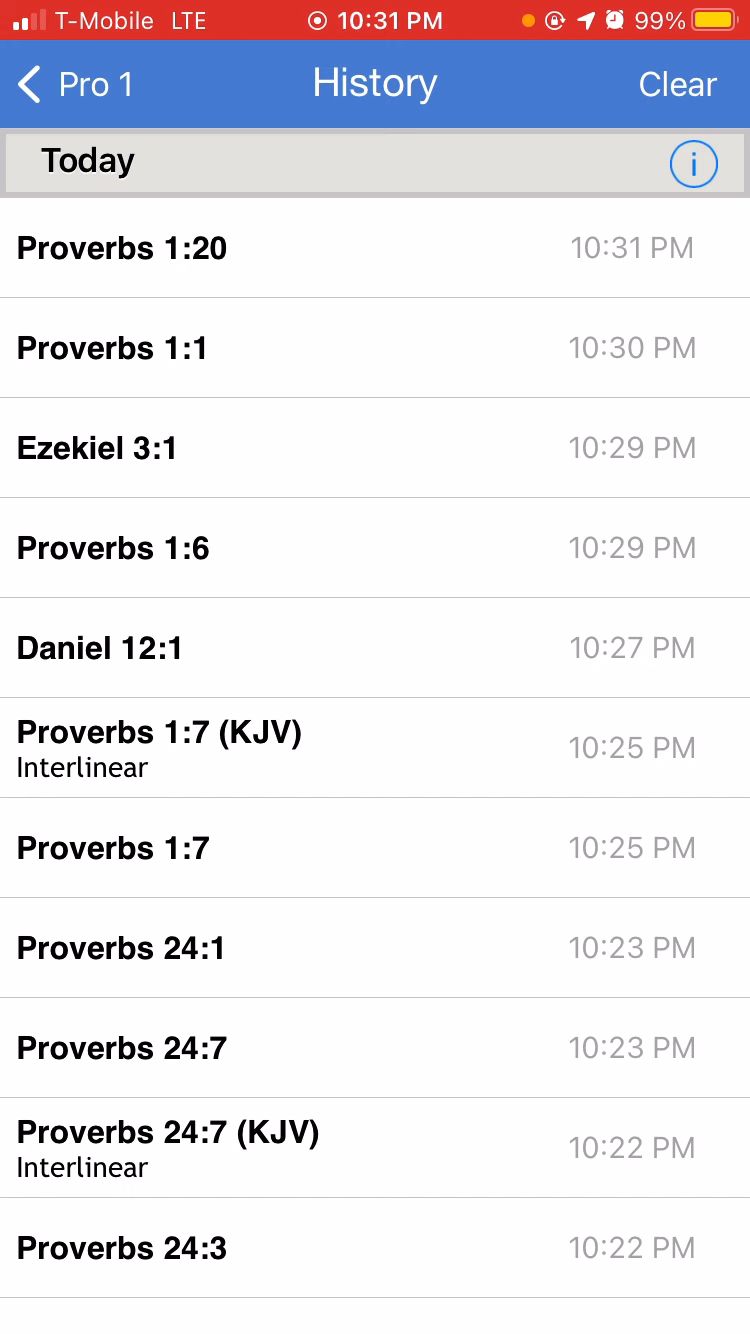 T-Mobile LTE 10:31 PM 99%
Pro 1 History Clear
Today
Proverbs 1:20 10:31 PM
Proverbs 1:1 10:30 PM
Ezekiel 3:1 10:29 PM
Proverbs 1:6 10:29 PM
Daniel 12:1 10:27 PM
Proverbs 1:7 (KJV) 10:25 PM
Interlinear
Proverbs 1:7 10:25 PM
Proverbs 24:1 10:23 PM
Proverbs 24:7 10:23 PM
Proverbs 24:7 (KJV) 10:22 PM
Interlinear
Proverbs 24:3 10:22 PM